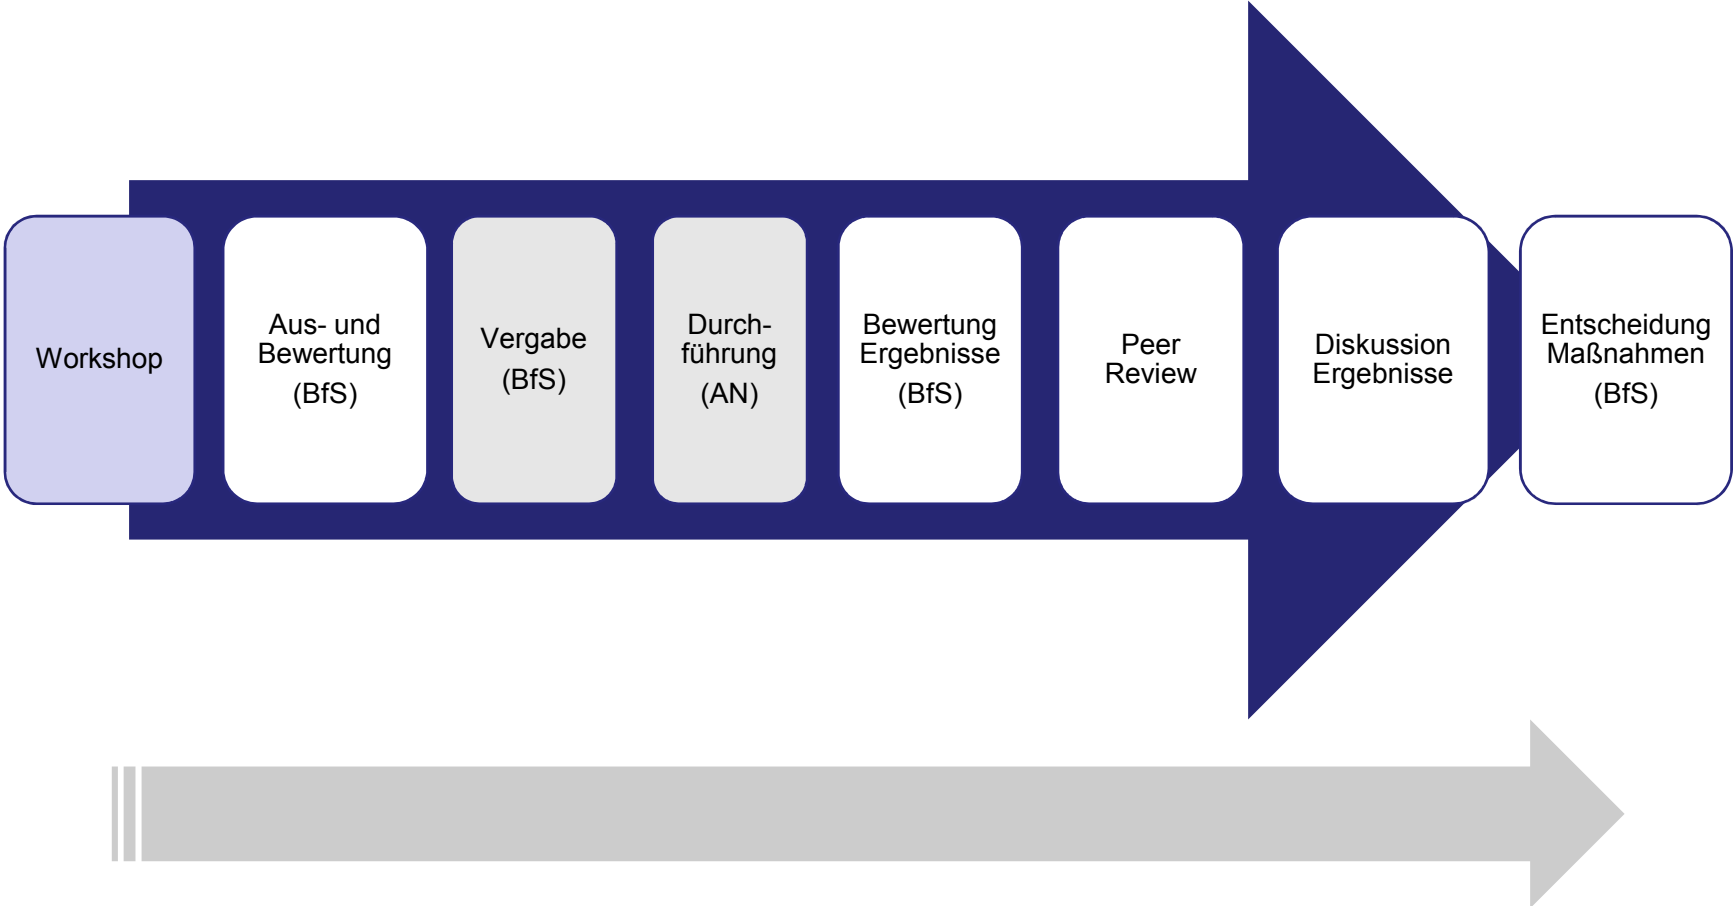 Workshop
Aus- und
Bewertung
(BfS)
Vergabe
(BfS)
Durch-
führung
(AN)
Bewertung
Ergebnisse
(BfS)
Peer
Review
Diskussion
Ergebnisse
Entscheidung
Maßnahmen
(BfS)